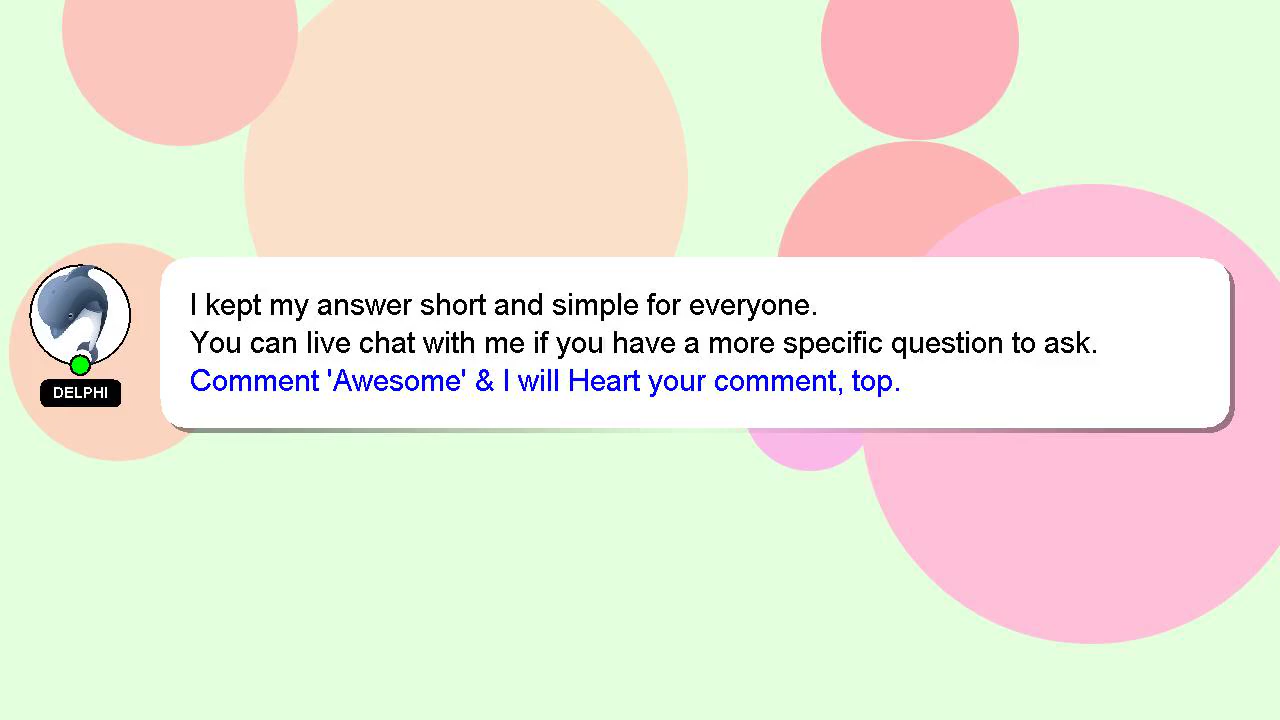 I kept my answer short and simple for everyone.
You can live chat with me if you have a more specific question to ask.
Comment 'Awesome' & I will Heart your comment, top.
DELPHI